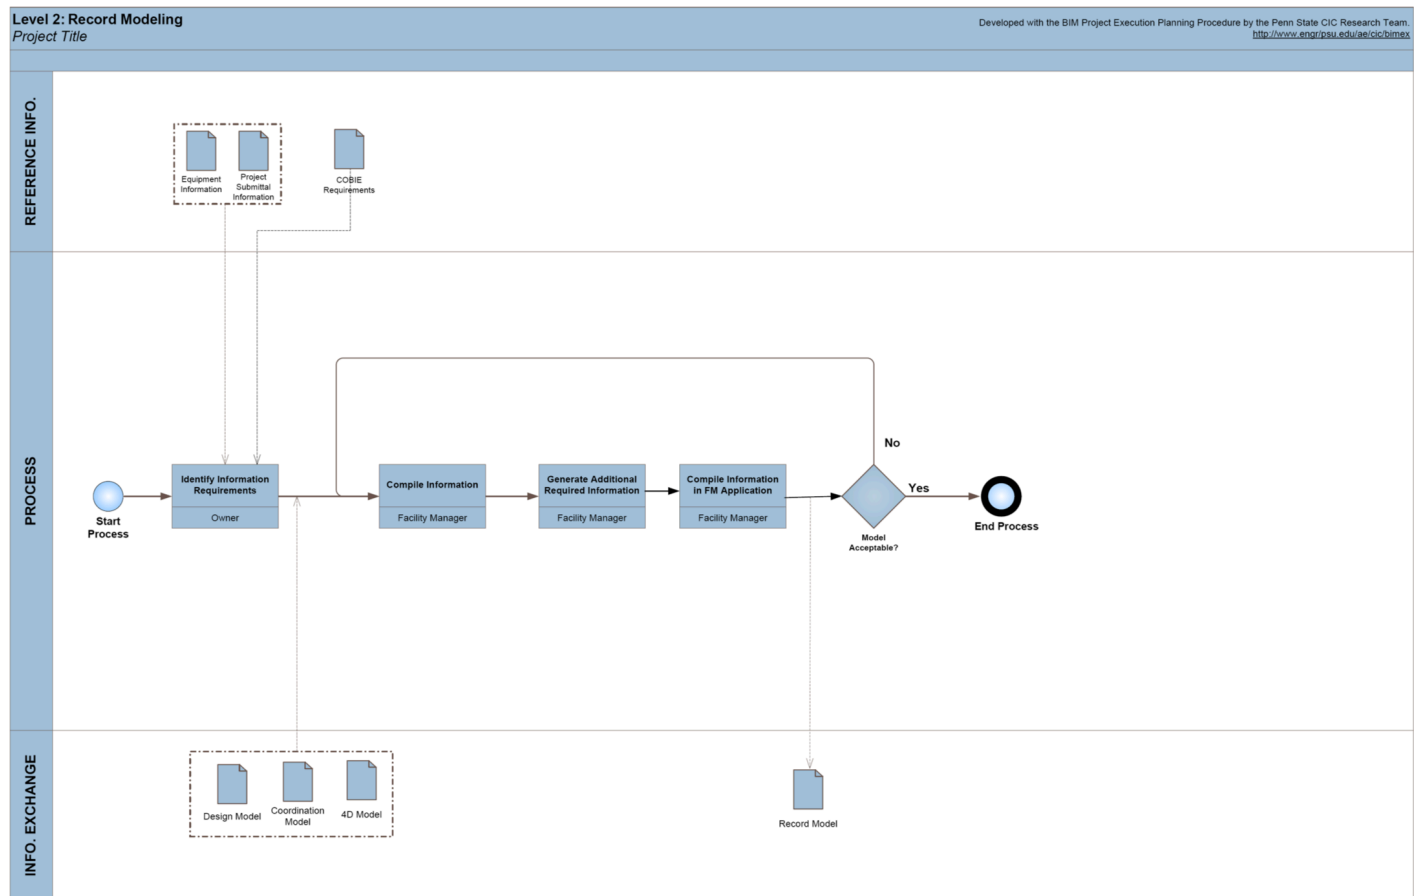 Level 2: Record Modeling
Project Title
Developed with the BIM Project Execution Planning Procedure by the Penn State CIC Research Team.
http://www.engr/psu.edu/ae/cic/bimex
REFERENCE INFO.
Equipment
Information
Project
Submittal
Information
COBIE
Requirements
PROCESS
Start
Process
Identify Information
Requirements
Owner
Compile Information
Facility Manager
Generate Additional
Required Information
Facility Manager
Compile Information
in FM Application
Facility Manager
No
Yes
Model
Acceptable?
End Process
INFO. EXCHANGE
Design Model
Coordination
Model
4D Model
Record Model